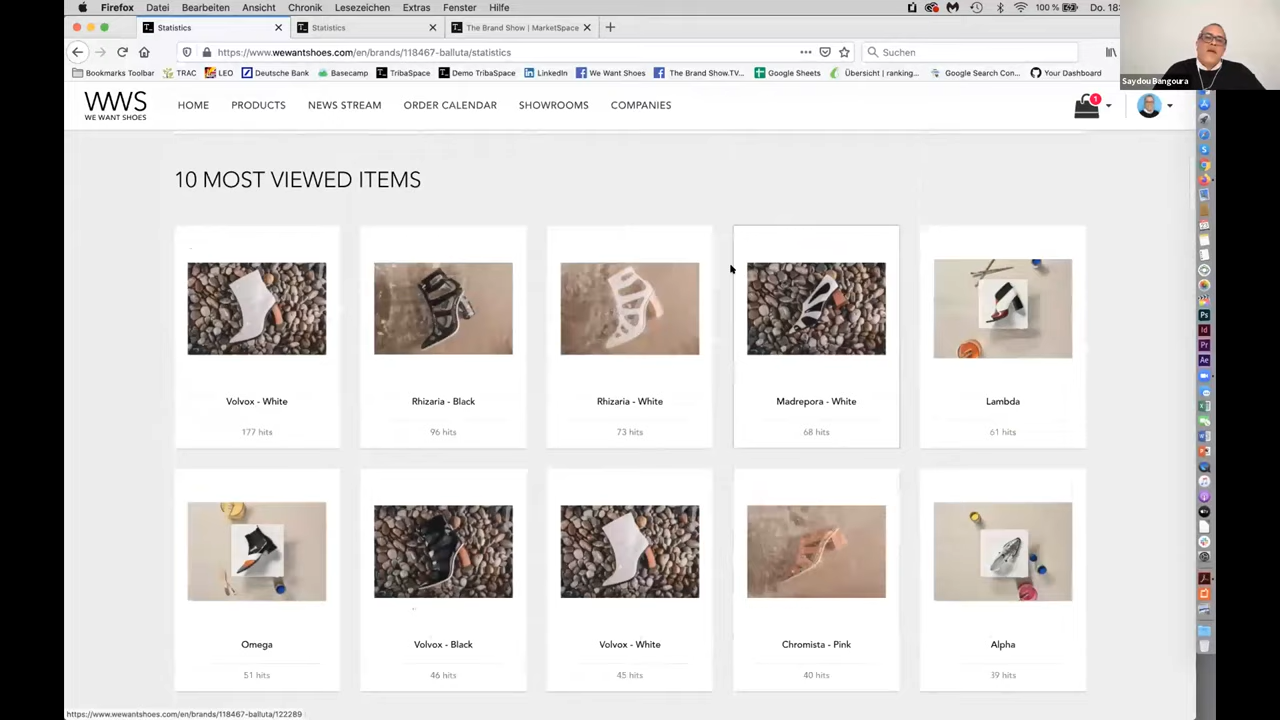 Firefox Datei Bearbeiten Ansicht Chronik Lesezeichen Extras Fenster Hilfe 100 % Do. 18:
Statistics Statistics The Brand Show | MarketSpace
https://www.wewantshoes.com/en/brands/118467-balluta/statistics Suchen
Saydou Bangoura
Bookmarks Toolbar TRAC LEO Deutsche Bank Basecamp TribaSpace Demo TribaSpace LinkedIn We Want Shoes The Brand Show.TV... Google Sheets Übersicht | ranking... Google Search Con... Your Dashboard
WWS
WE WANT SHOES
HOME PRODUCTS NEWS STREAM ORDER CALENDAR SHOWROOMS COMPANIES 1
10 MOST VIEWED ITEMS
Volvox - White Rhizaria - Black Rhizaria - White Madrepora - White Lambda
177 hits 96 hits 73 hits 68 hits 61 hits
Omega Volvox - Black Volvox - White Chromista - Pink Alpha
51 hits 46 hits 45 hits 40 hits 39 hits
https://www.wewantshoes.com/en/brands/118467-balluta/122289
Ps
Id
Pr
Ae